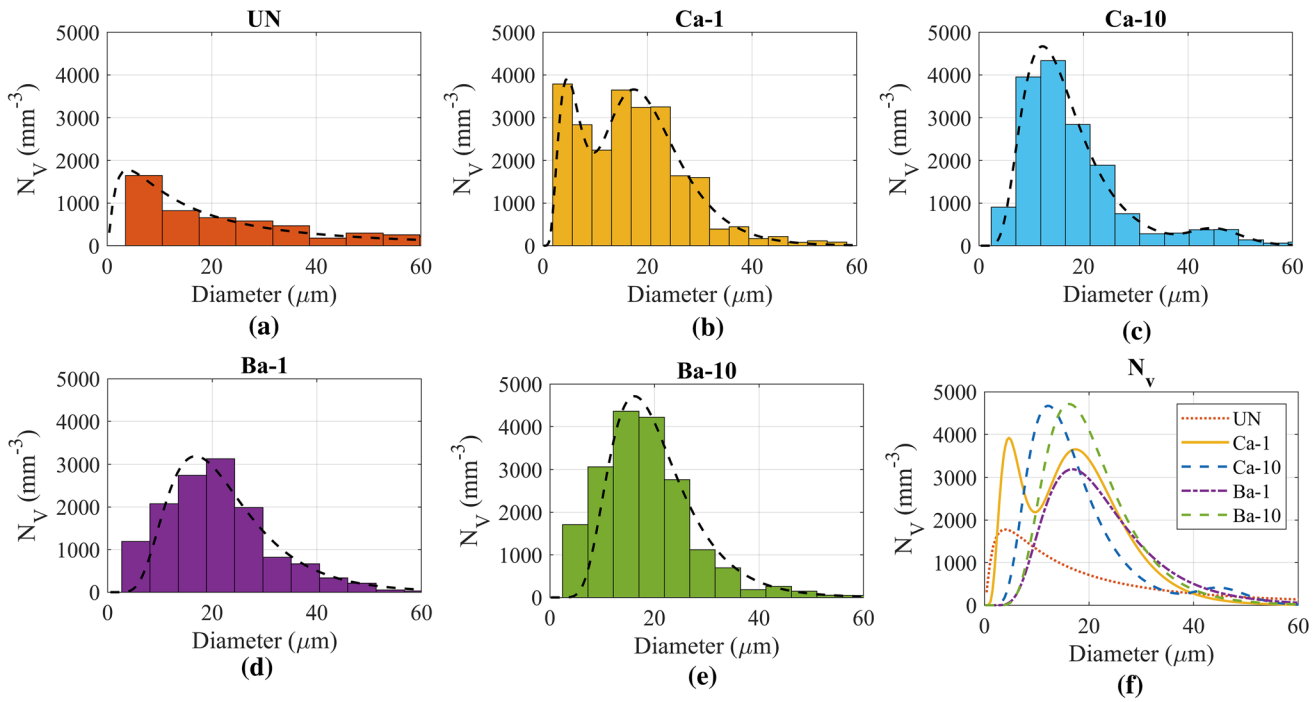 UN
5000
4000
3000
2000
1000
0
N_V (mm^-3)
0 20 40 60
Diameter (μm)
(a)
Ca-1
5000
4000
3000
2000
1000
0
N_V (mm^-3)
0 20 40 60
Diameter (μm)
(b)
Ca-10
5000
4000
3000
2000
1000
0
N_V (mm^-3)
0 20 40 60
Diameter (μm)
(c)
Ba-1
5000
4000
3000
2000
1000
0
N_V (mm^-3)
0 20 40 60
Diameter (μm)
(d)
Ba-10
5000
4000
3000
2000
1000
0
N_V (mm^-3)
0 20 40 60
Diameter (μm)
(e)
N_v
5000
4000
3000
2000
1000
0
N_V (mm^-3)
UN
Ca-1
Ca-10
Ba-1
Ba-10
0 20 40 60
Diameter (μm)
(f)